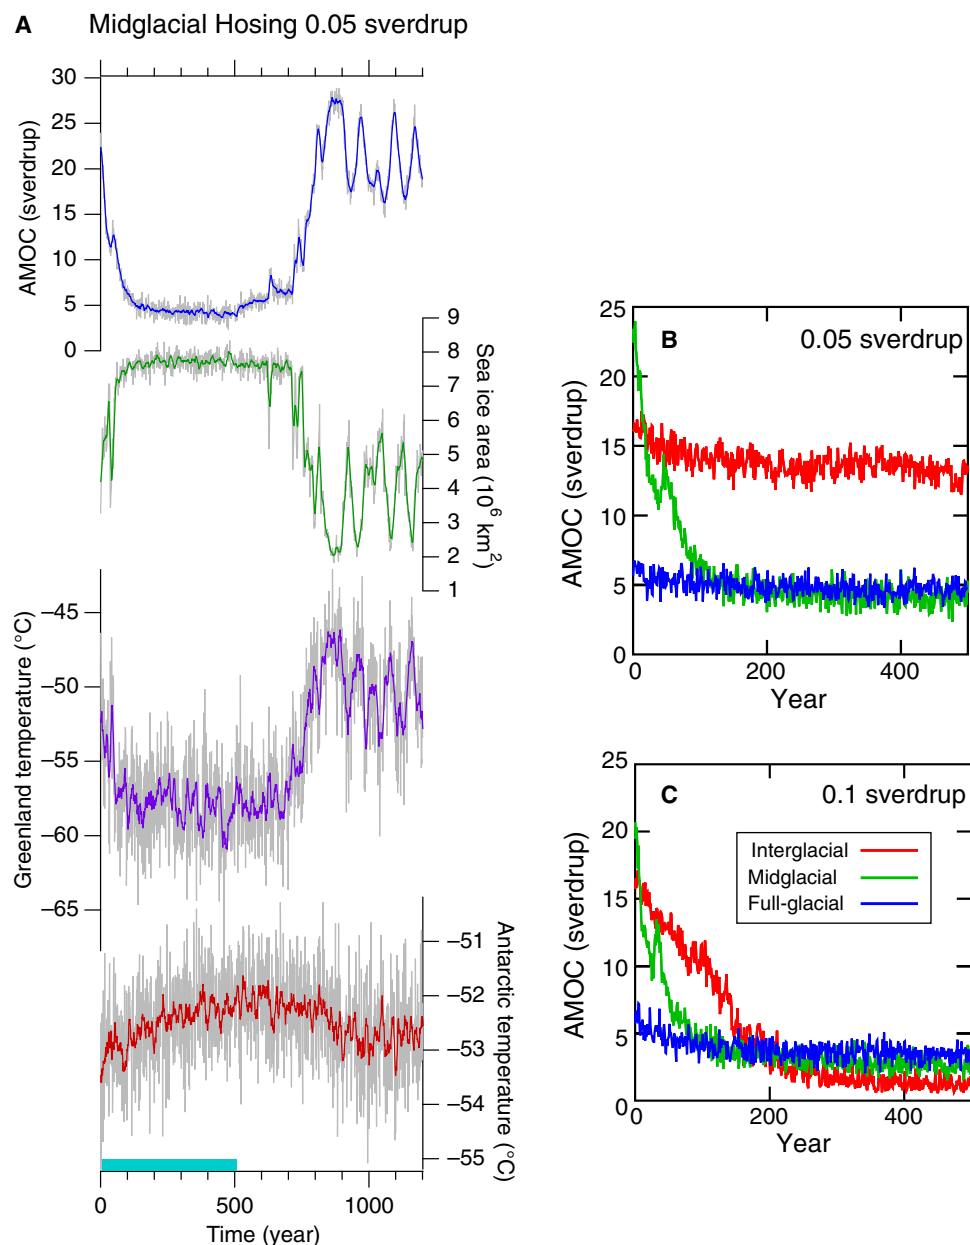 A Midglacial Hosing 0.05 sverdrup
30
25
20
15
10
5
0
AMOC (sverdrup)
9
8
7
6
5
4
3
2
1
Sea ice area (10⁶ km²)
−45
−50
−55
−60
−65
Greenland temperature (°C)
−51
−52
−53
−54
−55
Antarctic temperature (°C)
0 500 1000
Time (year)
B 0.05 sverdrup
25
20
15
10
5
0
AMOC (sverdrup)
0 200 400
Year
C 0.1 sverdrup
25
20
15
10
5
0
AMOC (sverdrup)
Interglacial
Midglacial
Full-glacial
0 200 400
Year